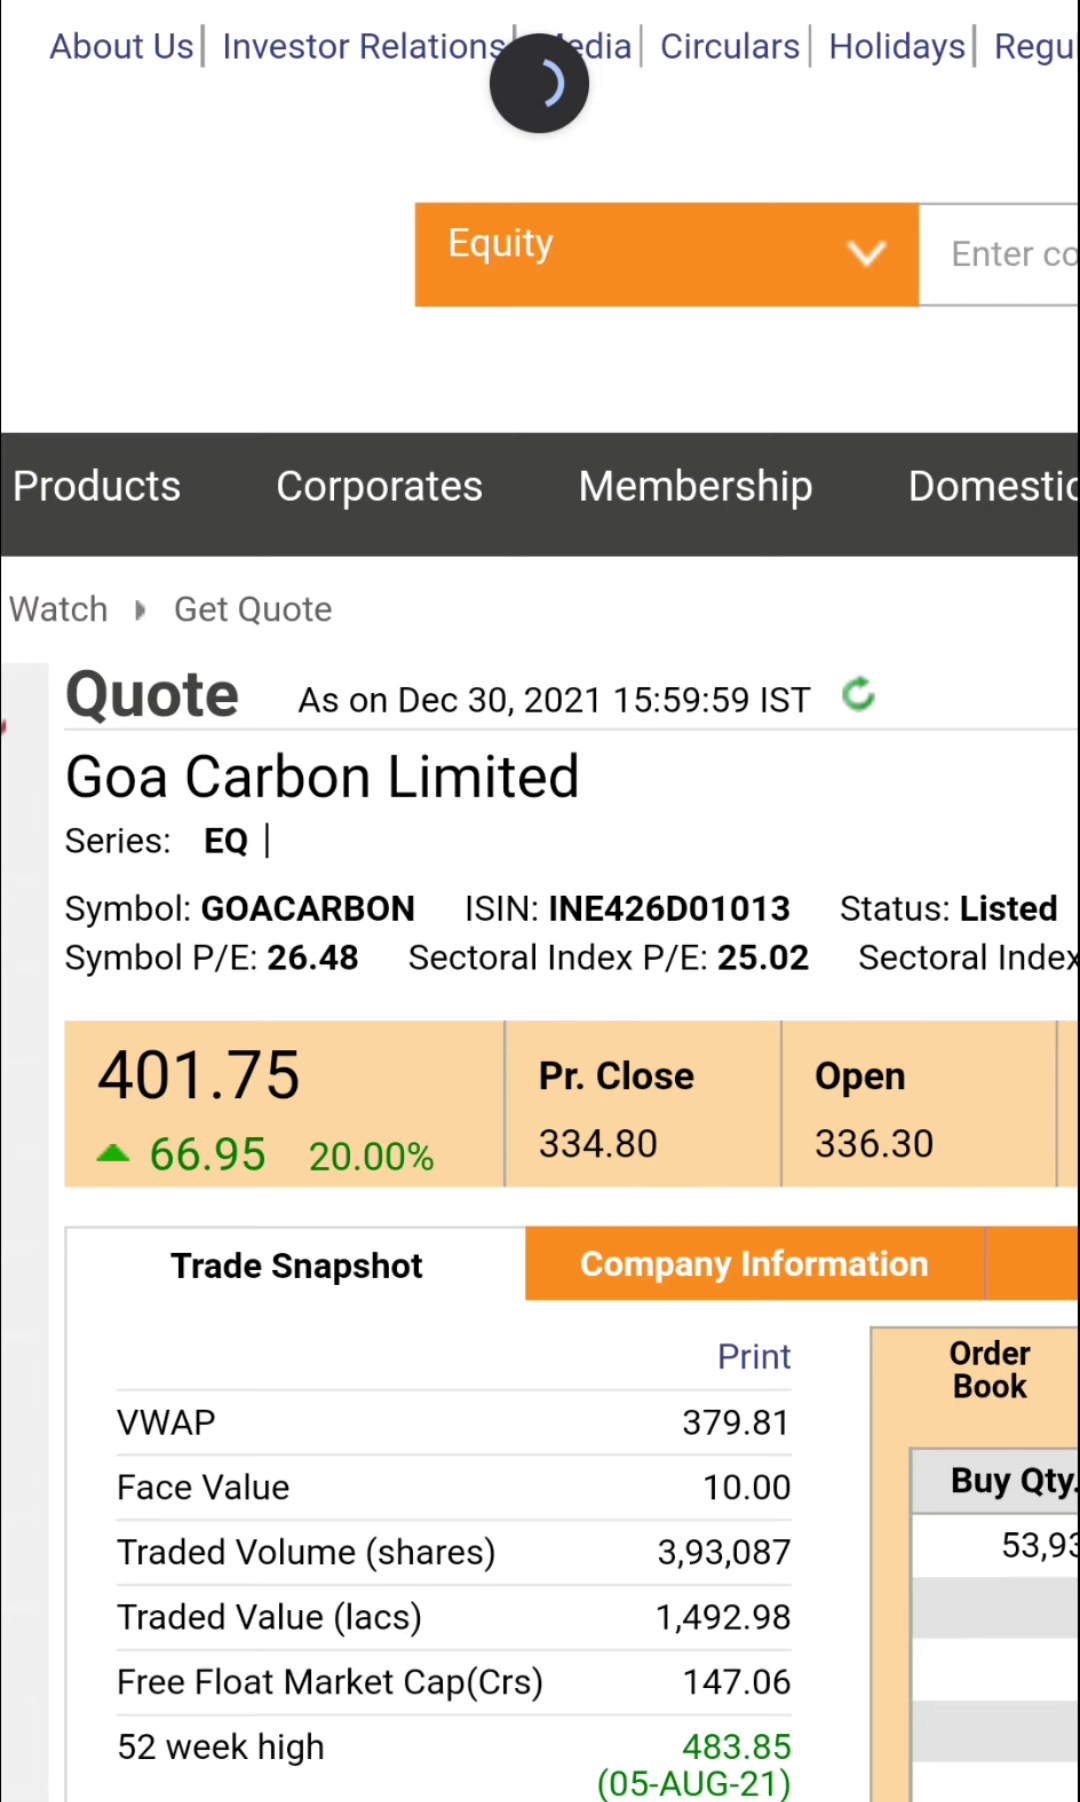 About Us| Investor Relations| edia| Circulars| Holidays| Regu
Equity
Enter co
Products Corporates Membership Domestic
Watch Get Quote
Quote As on Dec 30, 2021 15:59:59 IST
Goa Carbon Limited
Series: EQ |
Symbol: GOACARBON ISIN: INE426D01013 Status: Listed
Symbol P/E: 26.48 Sectoral Index P/E: 25.02 Sectoral Index
401.75 Pr. Close Open
66.95 20.00% 334.80 336.30
Trade Snapshot Company Information
Print
Order
Book
VWAP 379.81
Buy Qty.
Face Value 10.00
Traded Volume (shares) 3,93,087
53,93
Traded Value (lacs) 1,492.98
Free Float Market Cap(Crs) 147.06
52 week high 483.85
(05-AUG-21)